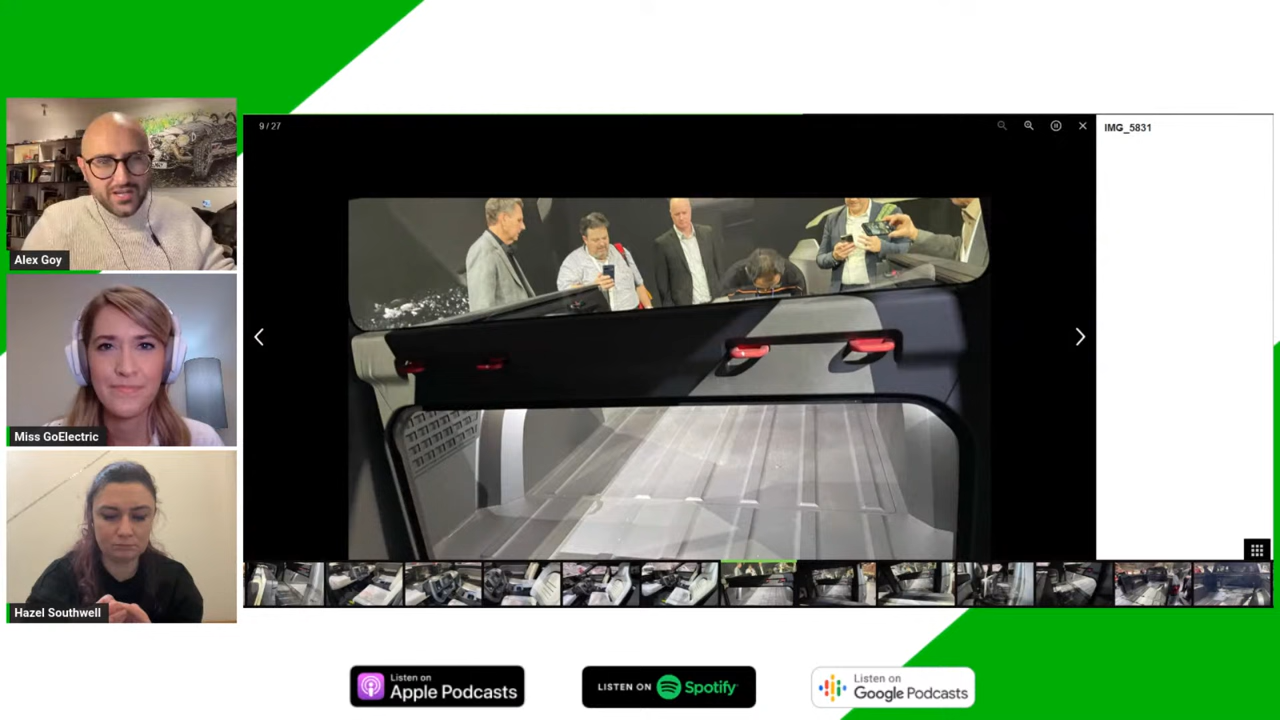 Alex Goy
Miss GoElectric
Hazel Southwell
9 / 27
IMG_5831
Listen on
Apple Podcasts
LISTEN ON
Spotify
Listen on
Google Podcasts